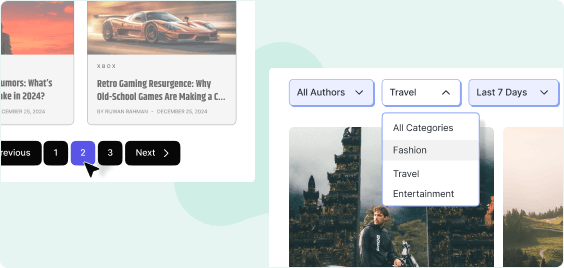 XBOX
umors: What's
ake in 2024?
CEMBER 25, 2024
Retro Gaming Resurgence: Why
Old-School Games Are Making a C...
BY RUMAN RAHMAN • DECEMBER 25, 2024
revious
1
2
3
Next
All Authors
Travel
Last 7 Days
All Categories
Fashion
Travel
Entertainment